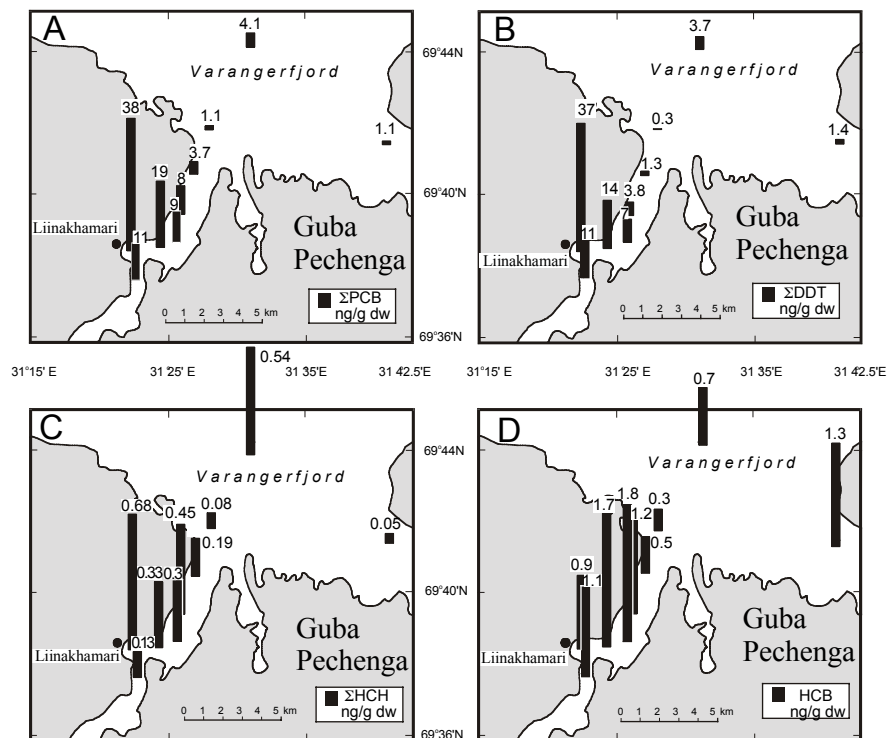 A
4.1
Varangerfjord
38
1.1
1.1
3.7
19
8
9
Liinakhamari
11
Guba
Pechenga
ΣPCB
ng/g dw
0 1 2 3 4 5 km
B
3.7
Varangerfjord
37
0.3
1.4
1.3
14
3.8
7
11
Liinakhamari
Guba
Pechenga
ΣDDT
ng/g dw
0 1 2 3 4 5 km
69°44'N
69°40'N
69°36'N
31°15'E
31°25'E
31°35'E
31°42.5'E
31°25'E
31°35'E
31 42.5'E
C
0.54
Varangerfjord
0.68
0.45
0.08
0.05
0.19
0.33
0.3
0.13
Liinakhamari
Guba
Pechenga
ΣHCH
ng/g dw
0 1 2 3 4 5 km
D
0.7
1.3
Varangerfjord
1.7
1.8
0.3
1.2
0.5
0.9
1.1
Liinakhamari
Guba
Pechenga
HCB
ng/g dw
0 1 2 3 4 5 km
69°44'N
69°40'N
69°36'N